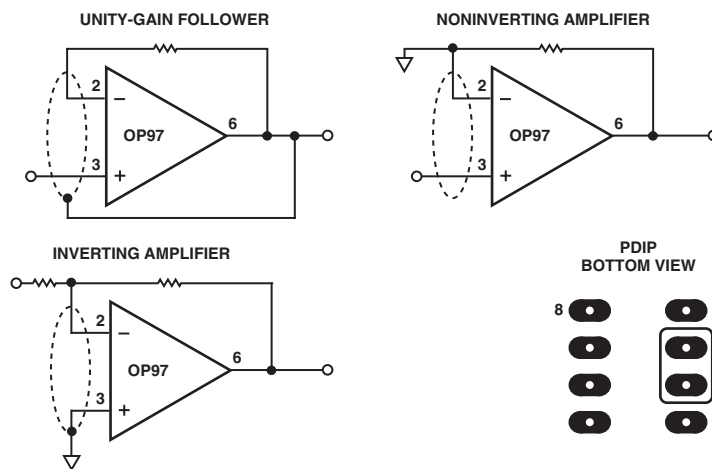 UNITY-GAIN FOLLOWER
2
−
OP97
6
3
+
NONINVERTING AMPLIFIER
2
−
OP97
6
3
+
INVERTING AMPLIFIER
2
−
OP97
6
3
+
PDIP
BOTTOM VIEW
8